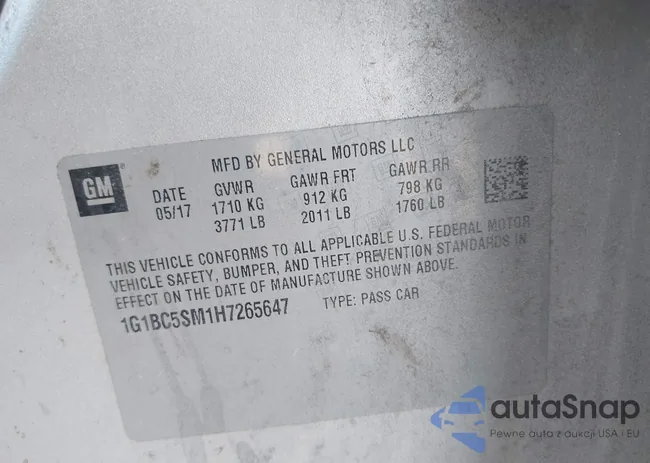 MFD BY GENERAL MOTORS LLC
GM
DATE GVWR GAWR FRT GAWR RR
05/17 1710 KG 912 KG 798 KG
3771 LB 2011 LB 1760 LB
THIS VEHICLE CONFORMS TO ALL APPLICABLE U.S. FEDERAL MOTOR
VEHICLE SAFETY, BUMPER, AND THEFT PREVENTION STANDARDS IN
EFFECT ON THE DATE OF MANUFACTURE SHOWN ABOVE.
1G1BC5SM1H7265647 TYPE: PASS CAR
autaSnap
Pewne auta z aukcji USA i EU